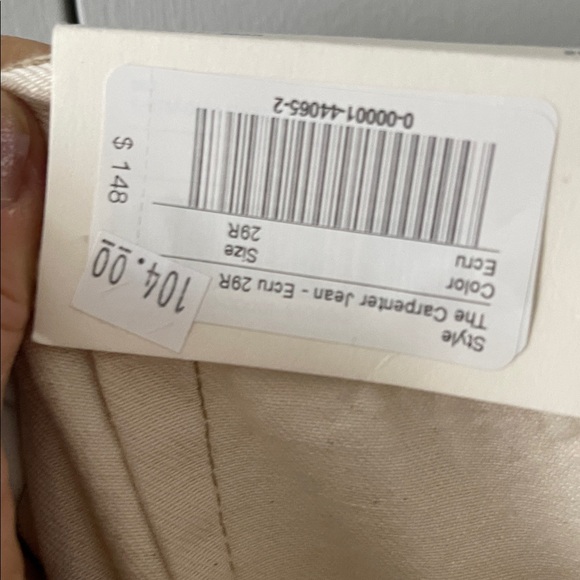 Style
The Carpenter Jean - Ecru 29R
Color Size
Ecru 29R
0-00001-44065-2
$ 148
104.00